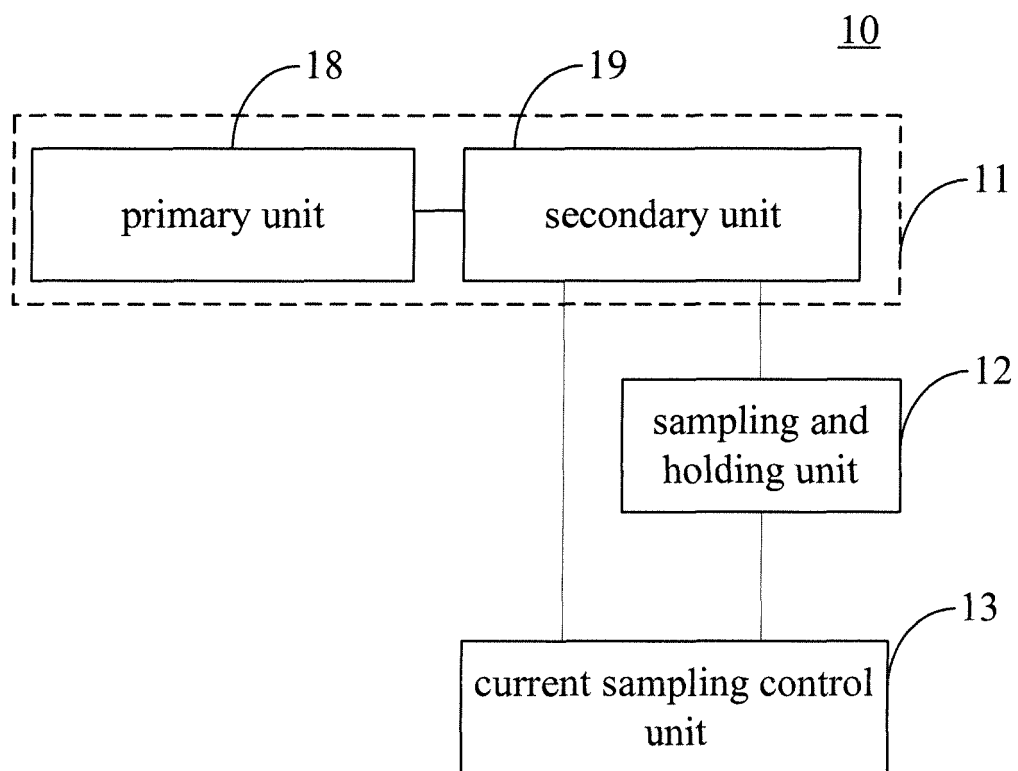 10
18
19
primary unit
secondary unit
11
sampling and
holding unit
12
13
current sampling control
unit